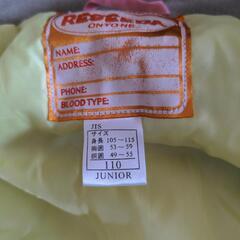 ONYONE
NAME:
ADDRESS:
PHONE:
BLOOD TYPE:
JIS
サイズ
身長 105～115
胸囲 53～59
胴囲 49～55
110
JUNIOR